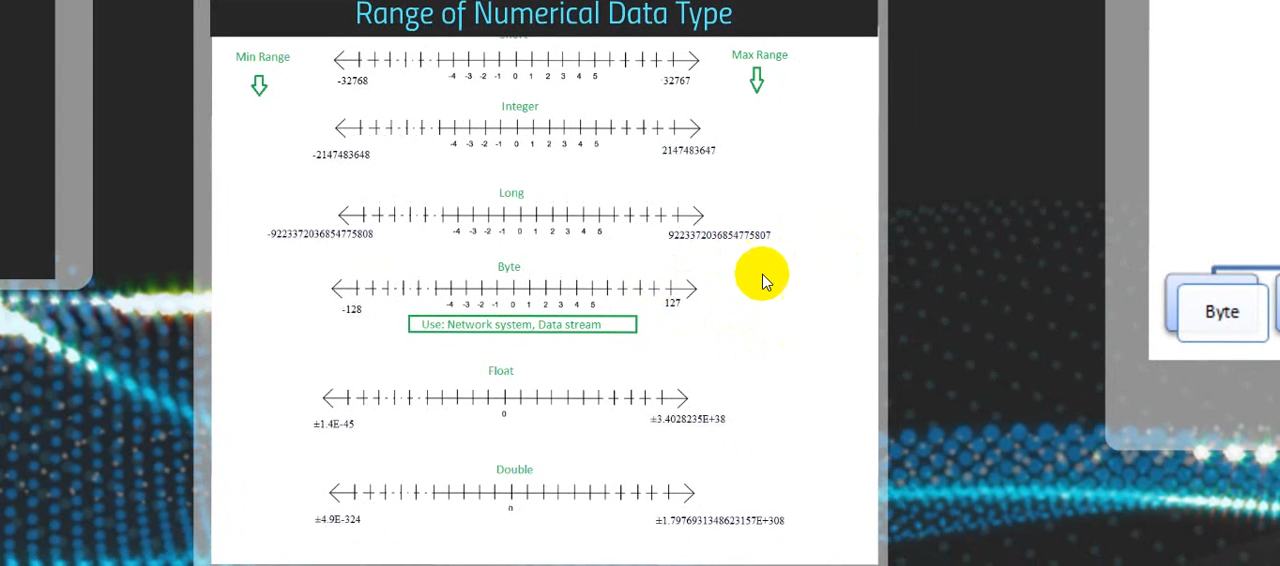 Range of Numerical Data Type
Min Range
Max Range
-4 -3 -2 -1 0 1 2 3 4 5
-32768
32767
Integer
-4 -3 -2 -1 0 1 2 3 4 5
-2147483648
2147483647
Long
-4 -3 -2 -1 0 1 2 3 4 5
-9223372036854775808
9223372036854775807
Byte
-4 -3 -2 -1 0 1 2 3 4 5
-128
127
Use: Network system, Data stream
Byte
Float
0
±1.4E-45
±3.4028235E+38
Double
0
±4.9E-324
±1.7976931348623157E+308